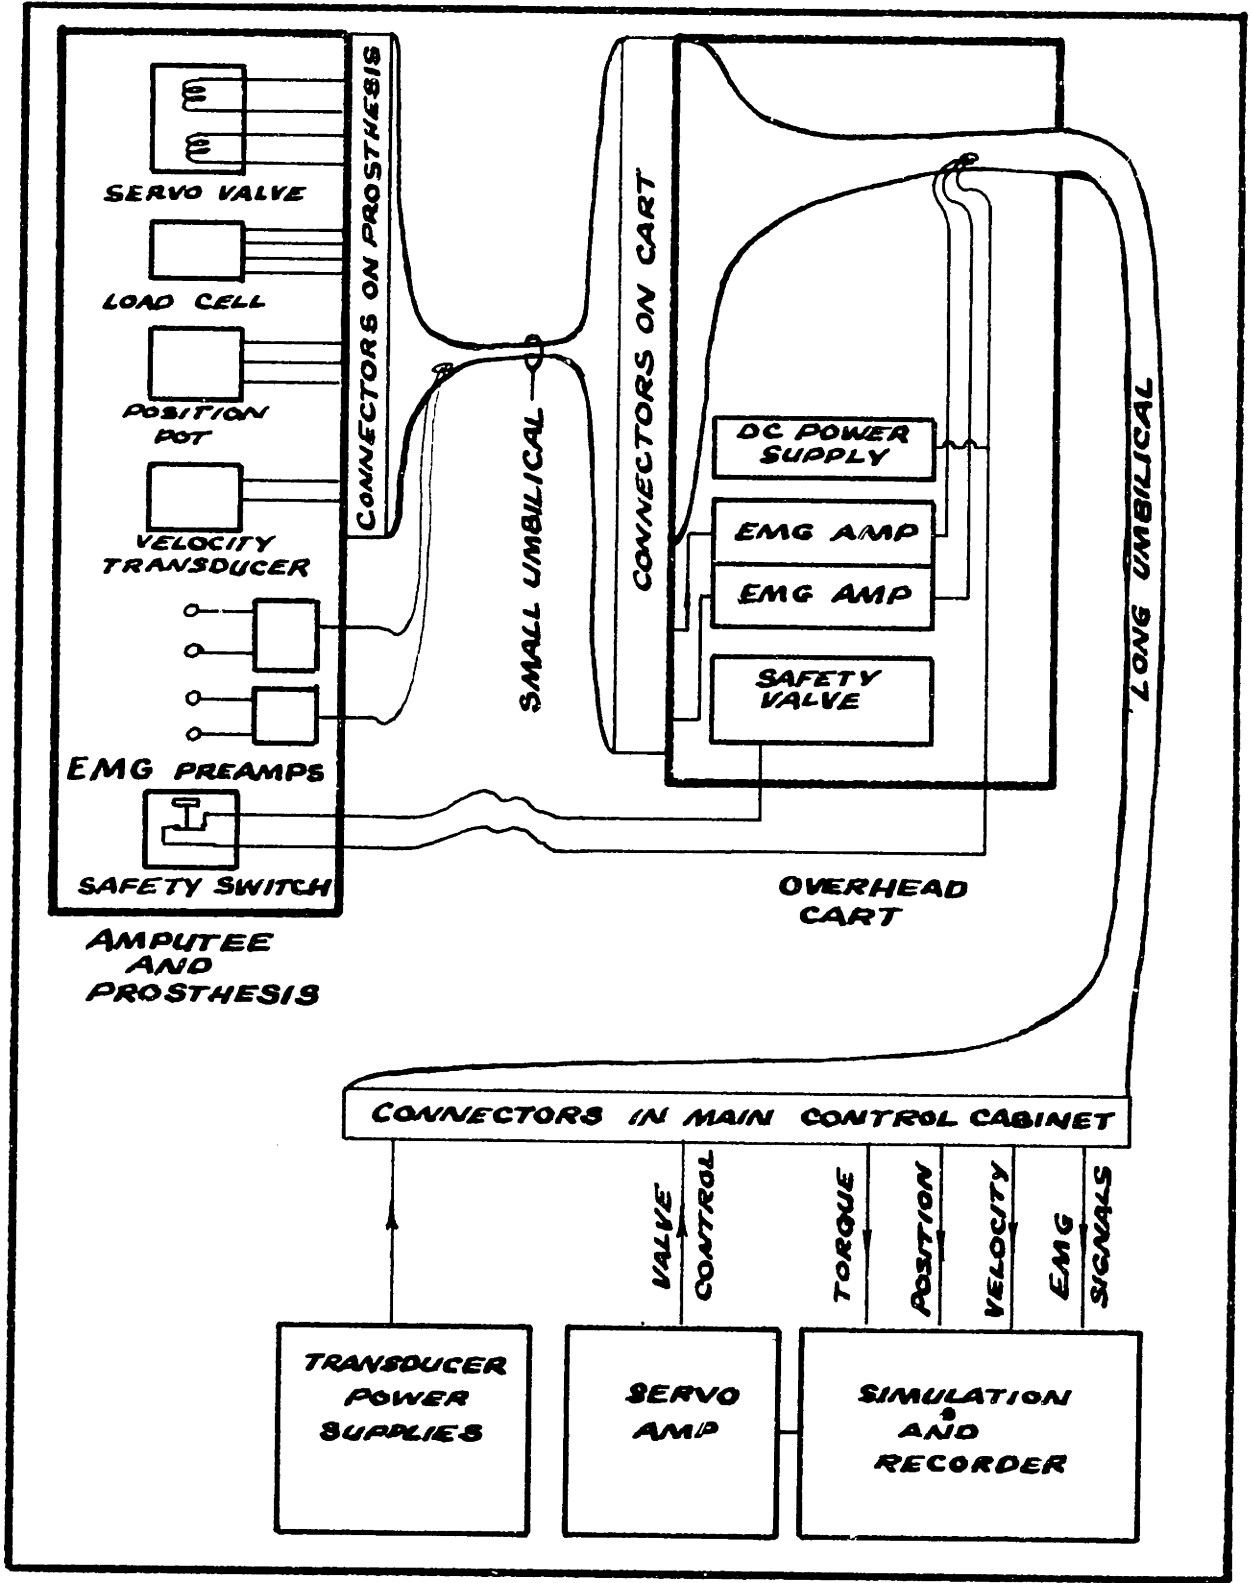 SERVO VALVE
LOAD CELL
POSITION
POT
VELOCITY
TRANSDUCER
EMG PREAMPS
SAFETY SWITCH
AMPUTEE
AND
PROSTHESIS
CONNECTORS ON PROSTHESIS
SMALL UMBILICAL
CONNECTORS ON CART
DC POWER
SUPPLY
EMG AMP
EMG AMP
SAFETY
VALVE
OVERHEAD
CART
LONG UMBILICAL
CONNECTORS IN MAIN CONTROL CABINET
VALVE
CONTROL
TORQUE
POSITION
VELOCITY
EMG
SIGNALS
TRANSDUCER
POWER
SUPPLIES
SERVO
AMP
SIMULATION
AND
RECORDER